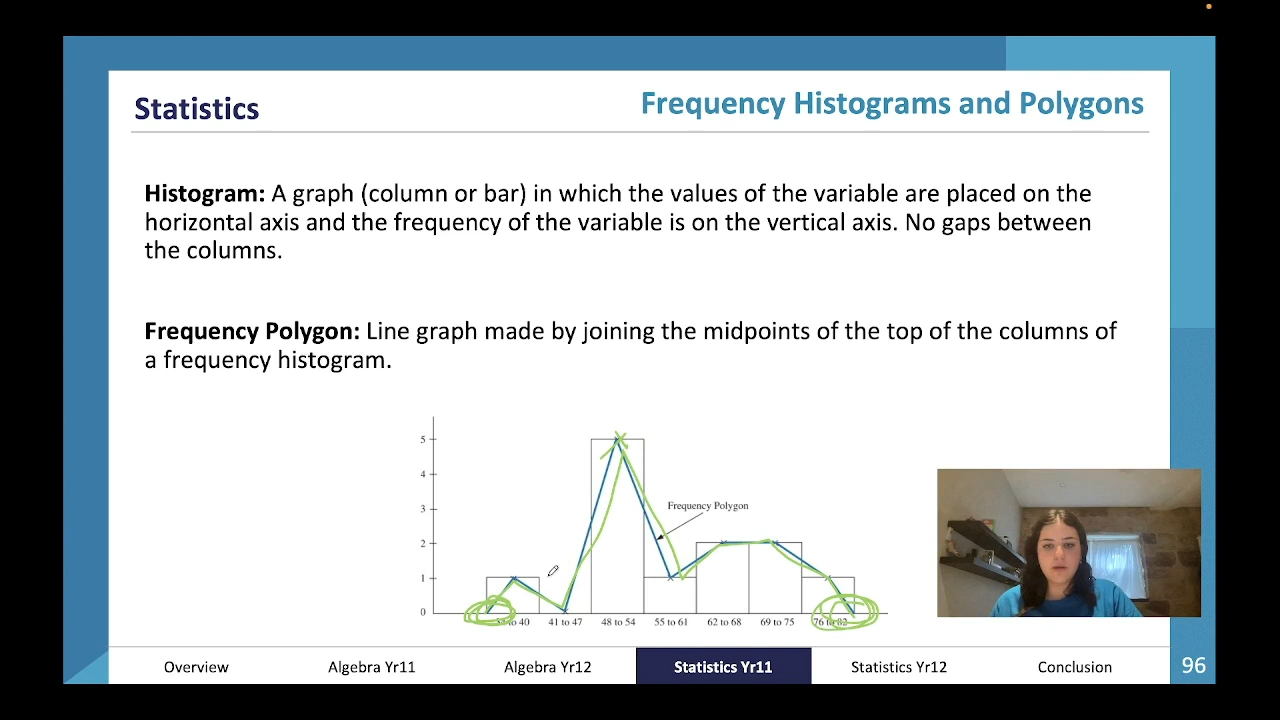 Statistics
Frequency Histograms and Polygons
Histogram: A graph (column or bar) in which the values of the variable are placed on the
horizontal axis and the frequency of the variable is on the vertical axis. No gaps between
the columns.
Frequency Polygon: Line graph made by joining the midpoints of the top of the columns of
a frequency histogram.
5
4
3
Frequency Polygon
2
1
0
to 40 41 to 47 48 to 54 55 to 61 62 to 68 69 to 75 76 to
Overview Algebra Yr11 Algebra Yr12 Statistics Yr11 Statistics Yr12 Conclusion 96